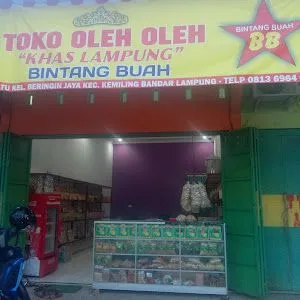 TOKO OLEH OLEH
"KHAS LAMPUNG"
BINTANG BUAH
BINTANG BUAH
88
TU KEL. BERINGIN JAYA KEC. KEMILING BANDAR LAMPUNG - TELP 0813 6964